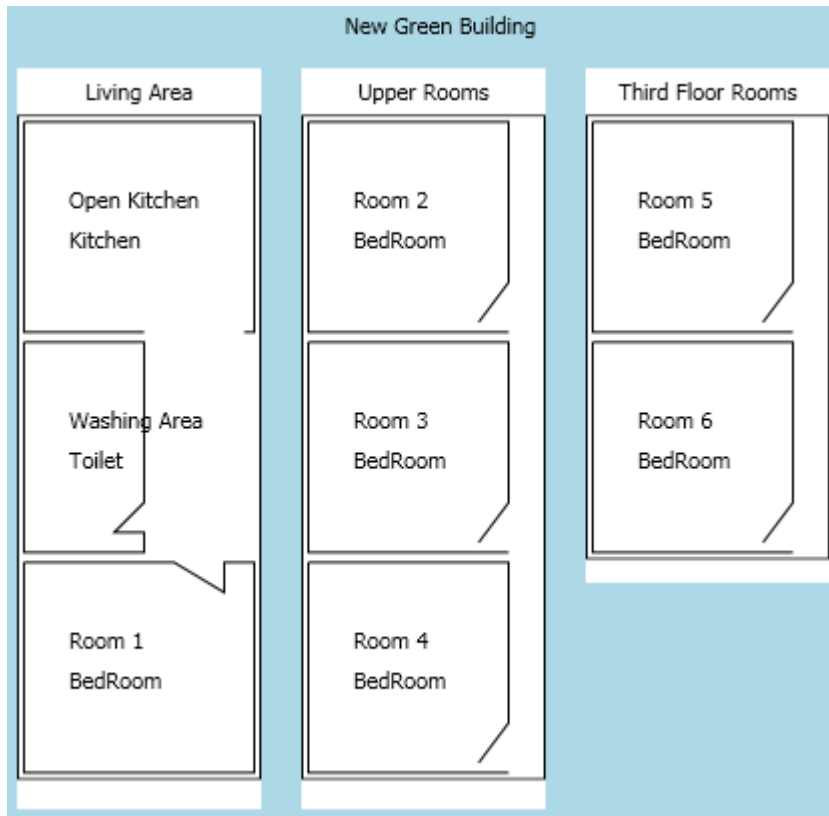 New Green Building
Living Area
Open Kitchen
Kitchen
Washing Area
Toilet
Room 1
BedRoom
Upper Rooms
Room 2
BedRoom
Room 3
BedRoom
Room 4
BedRoom
Third Floor Rooms
Room 5
BedRoom
Room 6
BedRoom